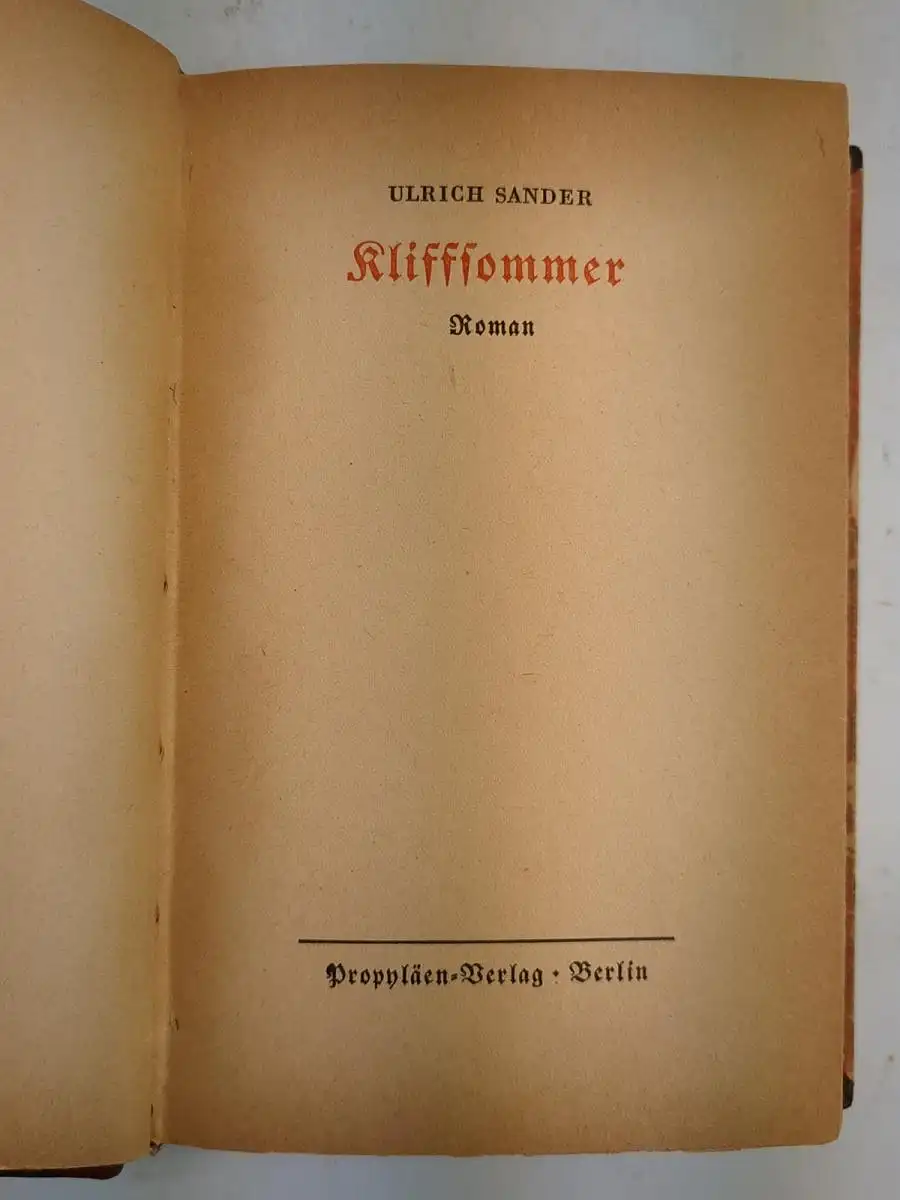 ULRICH SANDER
Kliffſommer
Roman
Propyläen-Verlag · Berlin